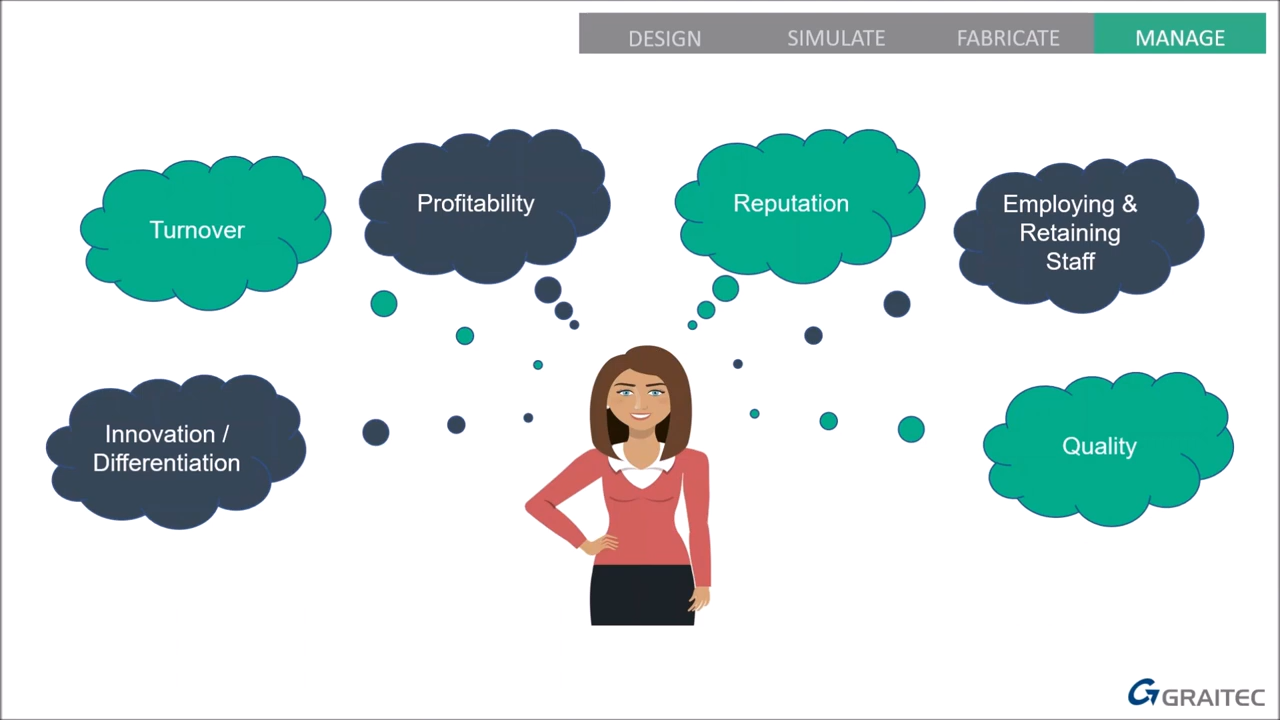 DESIGN SIMULATE FABRICATE MANAGE
Turnover
Profitability
Reputation
Employing &
Retaining
Staff
Innovation /
Differentiation
Quality
GRAITEC